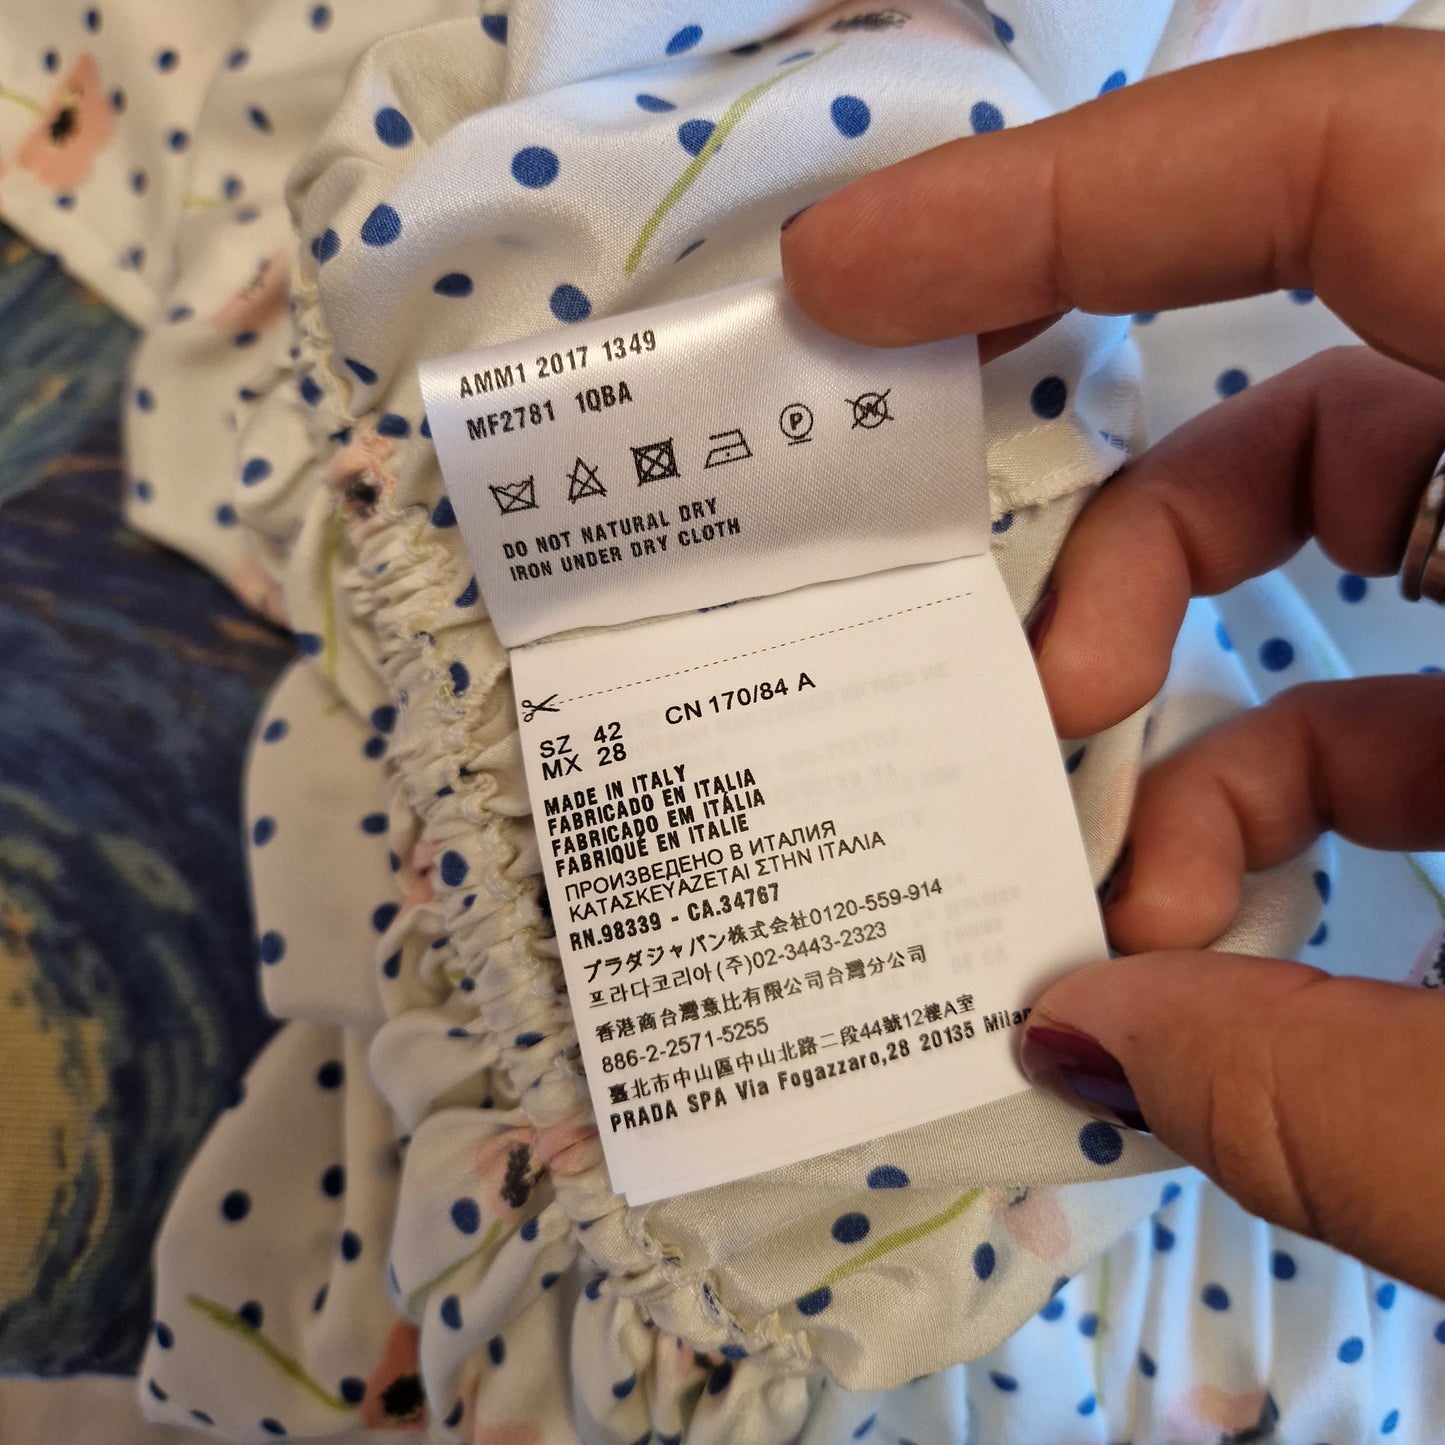 AMM1 2017 1349
MF2781 1QBA
P W
DO NOT NATURAL DRY
IRON UNDER DRY CLOTH
SZ 42 CN 170/84 A
MX 28
MADE IN ITALY
FABRICADO EN ITALIA
FABRICADO EM ITÁLIA
FABRIQUÉ EN ITALIE
ПРОИЗВЕДЕНО В ИТАЛИЯ
ΚΑΤΑΣΚΕΥΑΖΕΤΑΙ ΣΤΗΝ ΙΤΑΛΙΑ
RN.98339 - CA.34767
プラダジャパン株式会社0120-559-914
프라다코리아(주)02-3443-2323
香港商台灣意比有限公司台灣分公司
886-2-2571-5255
臺北市中山區中山北路二段44號12樓A室
PRADA SPA Via Fogazzaro,28 20135 Milan